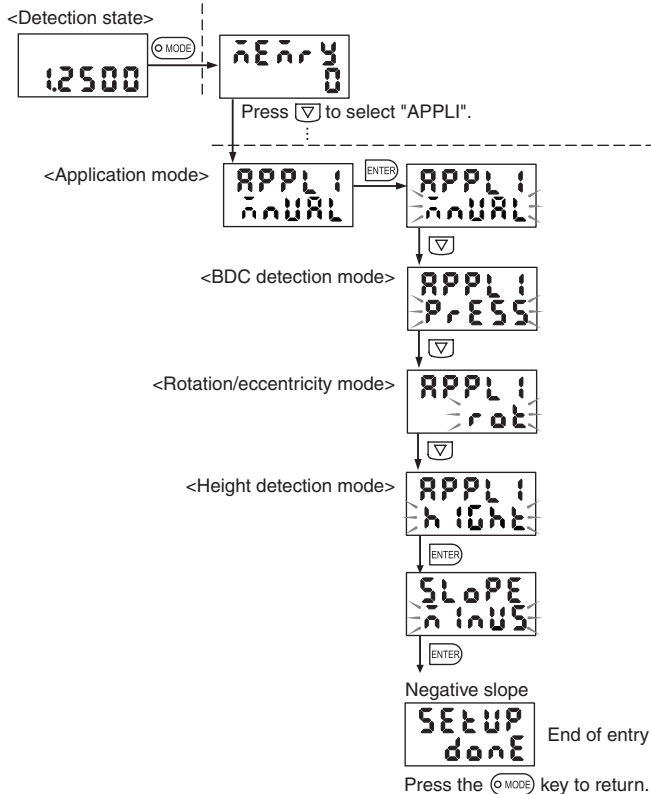 <Detection state>
1.2500
MODE
mEmry
0
Press ▽ to select "APPLI".
<Application mode>
APPLI
mnUAL
ENTER
APPLI
mnUAL
▽
<BDC detection mode>
APPLI
PrESS
▽
<Rotation/eccentricity mode>
APPLI
rot
▽
<Height detection mode>
APPLI
hIGht
ENTER
SLoPE
mInUS
ENTER
Negative slope
SEtUP
donE
End of entry
Press the MODE key to return.